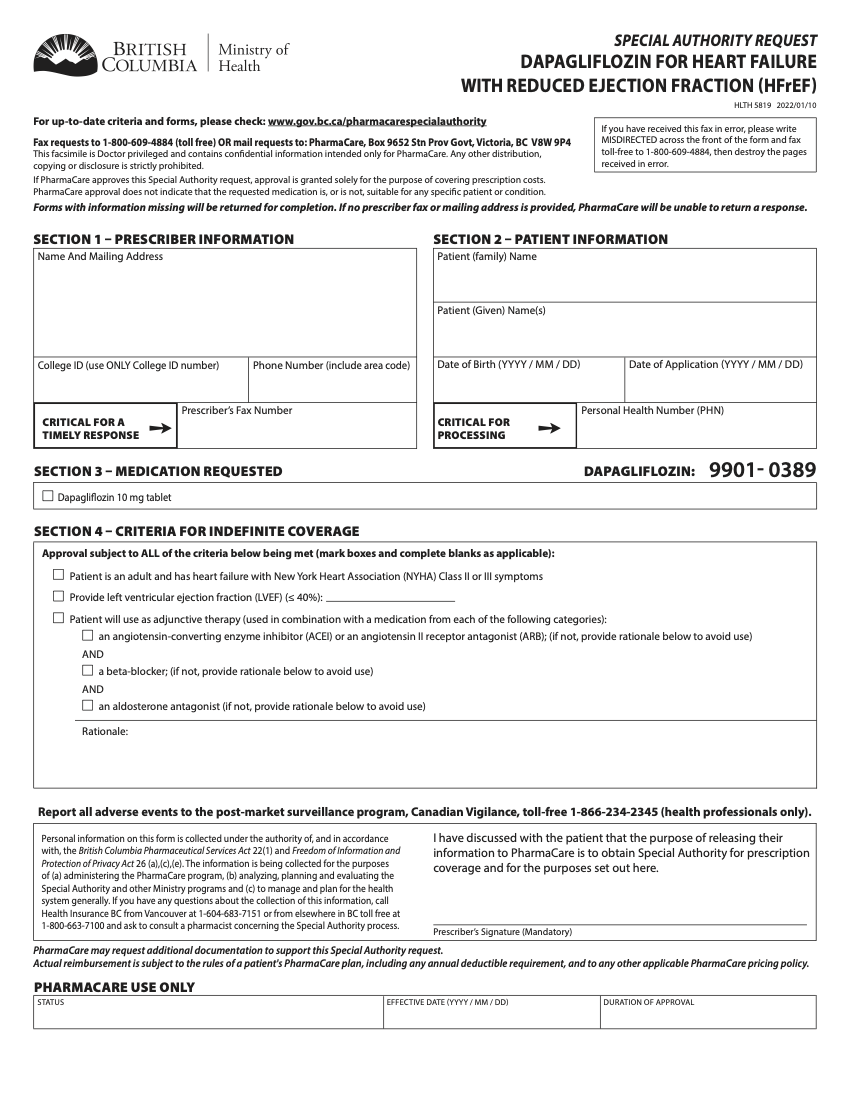 BRITISH
COLUMBIA
Ministry of
Health
SPECIAL AUTHORITY REQUEST
DAPAGLIFLOZIN FOR HEART FAILURE
WITH REDUCED EJECTION FRACTION (HFrEF)
HLTH 5819 2022/01/10
For up-to-date criteria and forms, please check: www.gov.bc.ca/pharmacarespecialauthority
Fax requests to 1-800-609-4884 (toll free) OR mail requests to: PharmaCare, Box 9652 Stn Prov Govt, Victoria, BC V8W 9P4
This facsimile is Doctor privileged and contains confidential information intended only for PharmaCare. Any other distribution,
copying or disclosure is strictly prohibited.
If PharmaCare approves this Special Authority request, approval is granted solely for the purpose of covering prescription costs.
PharmaCare approval does not indicate that the requested medication is, or is not, suitable for any specific patient or condition.
If you have received this fax in error, please write
MISDIRECTED across the front of the form and fax
toll-free to 1-800-609-4884, then destroy the pages
received in error.
Forms with information missing will be returned for completion. If no prescriber fax or mailing address is provided, PharmaCare will be unable to return a response.
SECTION 1 – PRESCRIBER INFORMATION
Name And Mailing Address
College ID (use ONLY College ID number)
Phone Number (include area code)
CRITICAL FOR A
TIMELY RESPONSE
Prescriber's Fax Number
SECTION 2 – PATIENT INFORMATION
Patient (family) Name
Patient (Given) Name(s)
Date of Birth (YYYY / MM / DD)
Date of Application (YYYY / MM / DD)
CRITICAL FOR
PROCESSING
Personal Health Number (PHN)
SECTION 3 – MEDICATION REQUESTED
DAPAGLIFLOZIN: 9901- 0389
Dapagliflozin 10 mg tablet
SECTION 4 – CRITERIA FOR INDEFINITE COVERAGE
Approval subject to ALL of the criteria below being met (mark boxes and complete blanks as applicable):
Patient is an adult and has heart failure with New York Heart Association (NYHA) Class II or III symptoms
Provide left ventricular ejection fraction (LVEF) (≤ 40%):
Patient will use as adjunctive therapy (used in combination with a medication from each of the following categories):
an angiotensin-converting enzyme inhibitor (ACEI) or an angiotensin II receptor antagonist (ARB); (if not, provide rationale below to avoid use)
AND
a beta-blocker; (if not, provide rationale below to avoid use)
AND
an aldosterone antagonist (if not, provide rationale below to avoid use)
Rationale:
Report all adverse events to the post-market surveillance program, Canadian Vigilance, toll-free 1-866-234-2345 (health professionals only).
Personal information on this form is collected under the authority of, and in accordance
with, the British Columbia Pharmaceutical Services Act 22(1) and Freedom of Information and
Protection of Privacy Act 26 (a),(c),(e). The information is being collected for the purposes
of (a) administering the PharmaCare program, (b) analyzing, planning and evaluating the
Special Authority and other Ministry programs and (c) to manage and plan for the health
system generally. If you have any questions about the collection of this information, call
Health Insurance BC from Vancouver at 1-604-683-7151 or from elsewhere in BC toll free at
1-800-663-7100 and ask to consult a pharmacist concerning the Special Authority process.
I have discussed with the patient that the purpose of releasing their
information to PharmaCare is to obtain Special Authority for prescription
coverage and for the purposes set out here.
Prescriber's Signature (Mandatory)
PharmaCare may request additional documentation to support this Special Authority request.
Actual reimbursement is subject to the rules of a patient's PharmaCare plan, including any annual deductible requirement, and to any other applicable PharmaCare pricing policy.
PHARMACARE USE ONLY
STATUS
EFFECTIVE DATE (YYYY / MM / DD)
DURATION OF APPROVAL